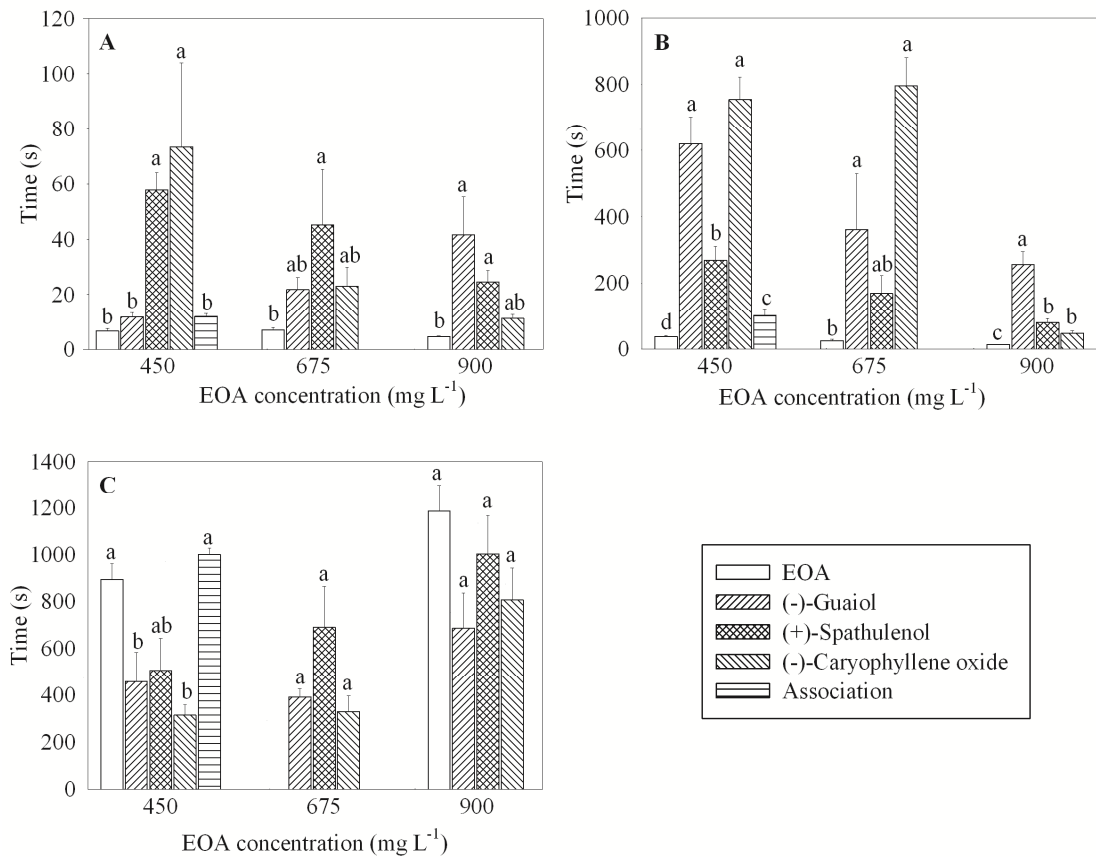 A
Time (s)
120
100
80
60
40
20
0
b b a a b
b ab a ab
b a a ab
450 675 900
EOA concentration (mg L⁻¹)
B
Time (s)
1000
800
600
400
200
0
d a b a c
b a ab a
c a b b
450 675 900
EOA concentration (mg L⁻¹)
C
Time (s)
1400
1200
1000
800
600
400
200
0
a b ab b a
a a a
a a a a
450 675 900
EOA concentration (mg L⁻¹)
EOA
(-)-Guaiol
(+)-Spathulenol
(-)-Caryophyllene oxide
Association